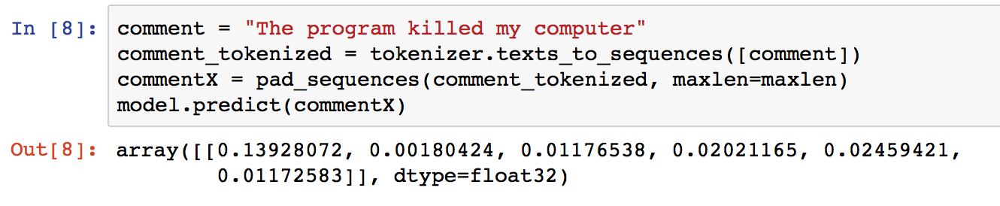 In [8]: comment = "The program killed my computer"
comment_tokenized = tokenizer.texts_to_sequences([comment])
commentX = pad_sequences(comment_tokenized, maxlen=maxlen)
model.predict(commentX)
Out[8]: array([[0.13928072, 0.00180424, 0.01176538, 0.02021165, 0.02459421,
0.01172583]], dtype=float32)